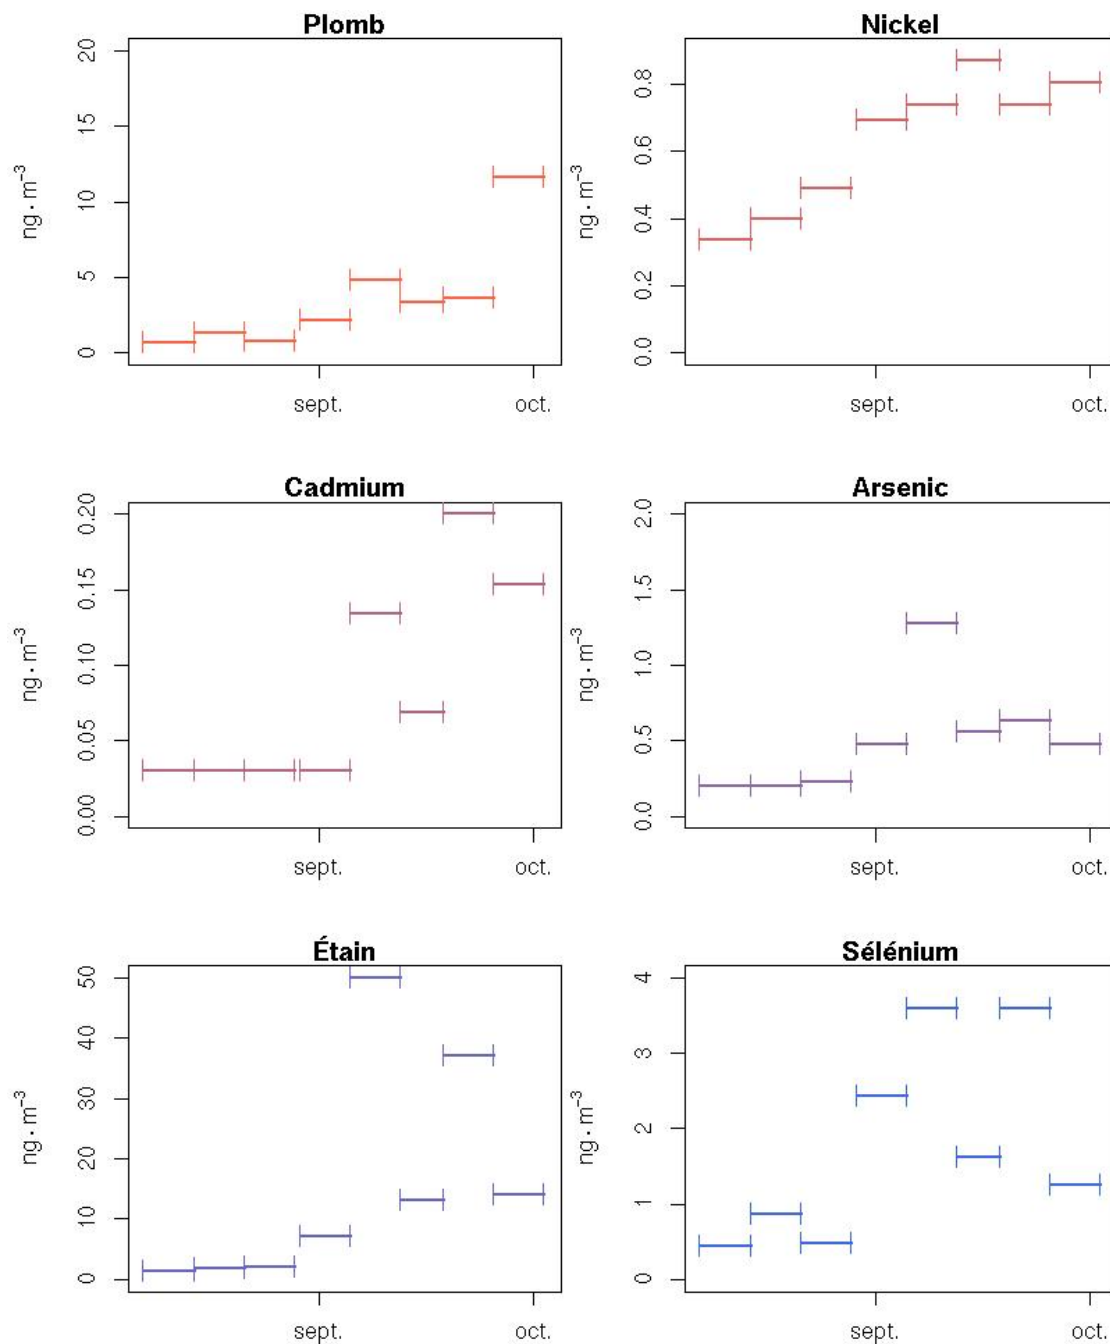 Plomb
20
15
10
5
0
ng · m⁻³
sept.
oct.
Nickel
0.8
0.6
0.4
0.2
0.0
ng · m⁻³
sept.
oct.
Cadmium
0.20
0.15
0.10
0.05
0.00
ng · m⁻³
sept.
oct.
Arsenic
2.0
1.5
1.0
0.5
0.0
ng · m⁻³
sept.
oct.
Étain
50
40
30
20
10
0
ng · m⁻³
sept.
oct.
Sélénium
4
3
2
1
0
ng · m⁻³
sept.
oct.